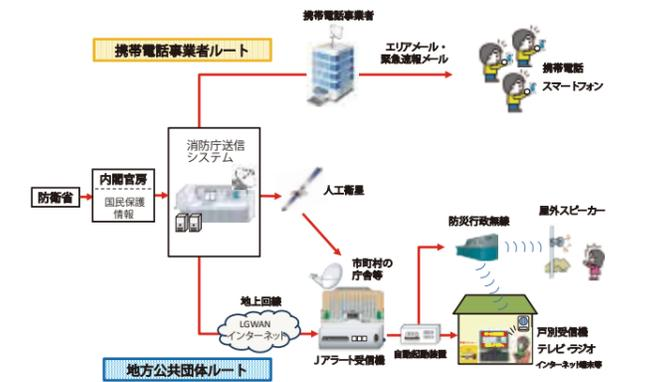 携帯電話事業者
携帯電話事業者ルート
エリアメール・
緊急速報メール
携帯電話
スマートフォン
消防庁送信
システム
内閣官房
国民保護
情報
防衛省
人工衛星
防災行政無線
屋外スピーカー
市町村の
庁舎等
地上回線
LGWAN
インターネット
Jアラート受信機
自動起動装置
戸別受信機
テレビ・ラジオ
インターネット端末等
地方公共団体ルート